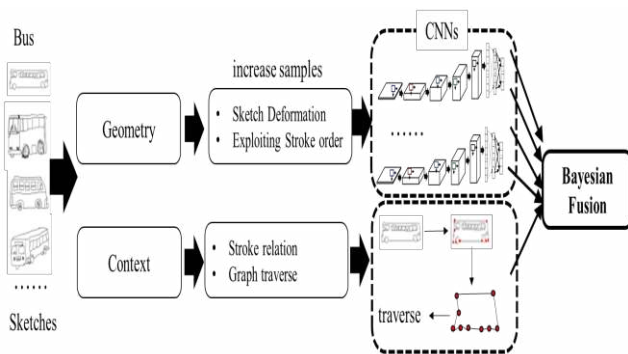 Bus
Sketches
Geometry
Context
increase samples
• Sketch Deformation
• Exploiting Stroke order
• Stroke relation
• Graph traverse
CNNs
......
traverse
Bayesian
Fusion